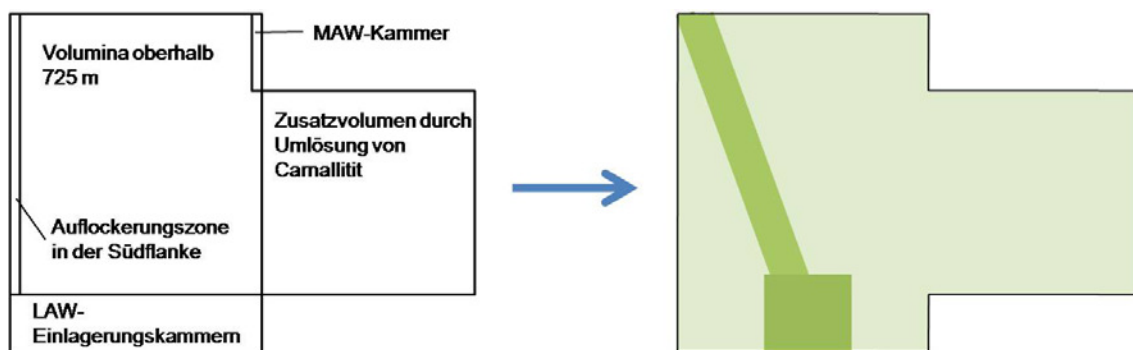 Volumina oberhalb
725 m
MAW-Kammer
Zusatzvolumen durch
Umlösung von
Carnallitit
Auflockerungszone
in der Südflanke
LAW-
Einlagerungskammern